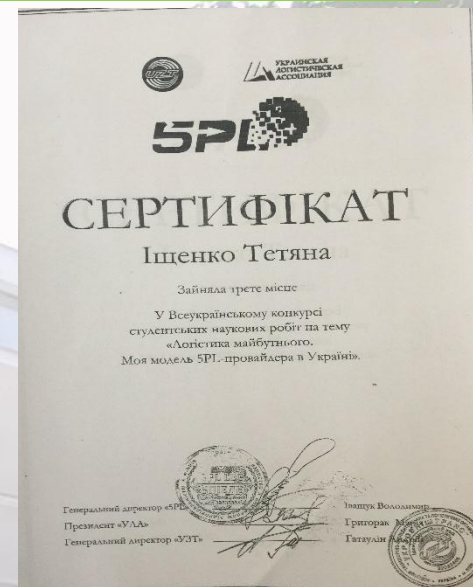 УЗТ
УКРАИНСКАЯ
ЛОГИСТИЧЕСКАЯ
АССОЦИАЦИЯ
5PL
СЕРТИФІКАТ
Іщенко Тетяна
Зайняла третє місце
У Всеукраїнському конкурсі
студентських наукових робіт на тему
«Логістика майбутнього.
Моя модель 5PL-провайдера в Україні».
Генеральний директор «5PL»
Іващук Володимир
Президент «УЛА»
Григорак
Генеральний директор «УЗТ»
Гатаулін